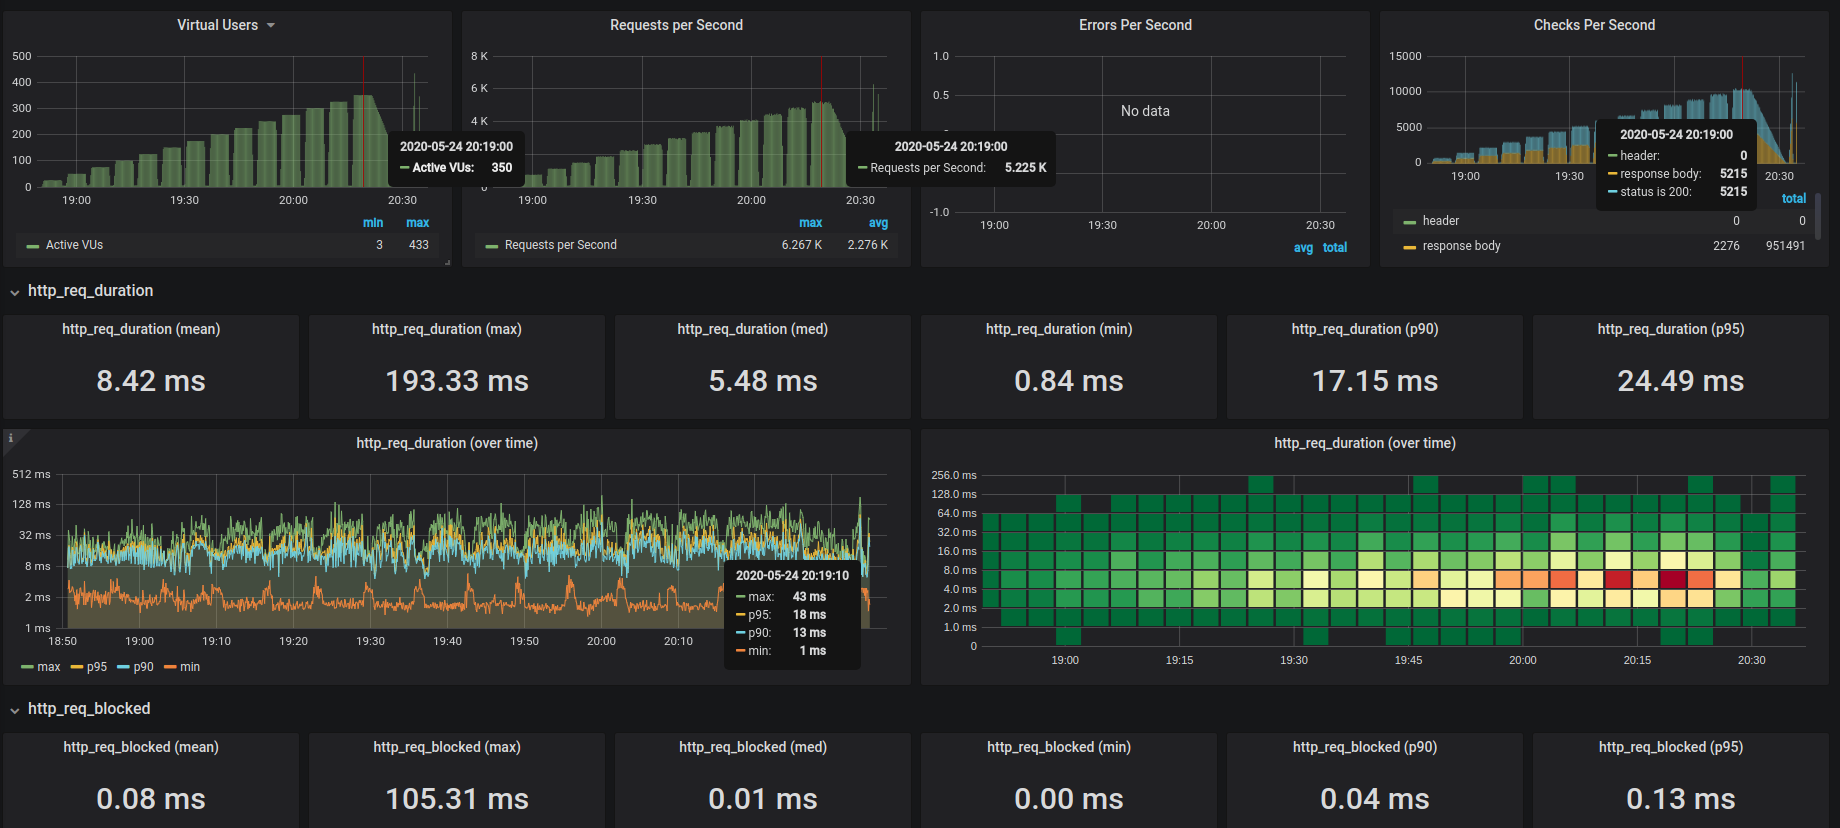 Virtual Users
500
400
300
200
100
0
19:00 19:30 20:00 20:30
min max
Active VUs 3 433
2020-05-24 20:19:00
Active VUs: 350
Requests per Second
8 K
6 K
4 K
0
19:00 19:30 20:00 20:30
max avg
Requests per Second 6.267 K 2.276 K
2020-05-24 20:19:00
Requests per Second: 5.225 K
Errors Per Second
1.0
0.5
-1.0
No data
19:00 19:30 20:00 20:30
avg total
Checks Per Second
15000
10000
5000
0
19:00 19:30 20:30
2020-05-24 20:19:00
header: 0
response body: 5215
status is 200: 5215
total
header 0 0
response body 2276 951491
http_req_duration
http_req_duration (mean)
8.42 ms
http_req_duration (max)
193.33 ms
http_req_duration (med)
5.48 ms
http_req_duration (min)
0.84 ms
http_req_duration (p90)
17.15 ms
http_req_duration (p95)
24.49 ms
i
http_req_duration (over time)
512 ms
128 ms
32 ms
8 ms
2 ms
1 ms
18:50 19:00 19:10 19:20 19:30 19:40 19:50 20:00 20:10
max p95 p90 min
2020-05-24 20:19:10
max: 43 ms
p95: 18 ms
p90: 13 ms
min: 1 ms
http_req_duration (over time)
256.0 ms
128.0 ms
64.0 ms
32.0 ms
16.0 ms
8.0 ms
4.0 ms
2.0 ms
1.0 ms
0
19:00 19:15 19:30 19:45 20:00 20:15 20:30
http_req_blocked
http_req_blocked (mean)
0.08 ms
http_req_blocked (max)
105.31 ms
http_req_blocked (med)
0.01 ms
http_req_blocked (min)
0.00 ms
http_req_blocked (p90)
0.04 ms
http_req_blocked (p95)
0.13 ms